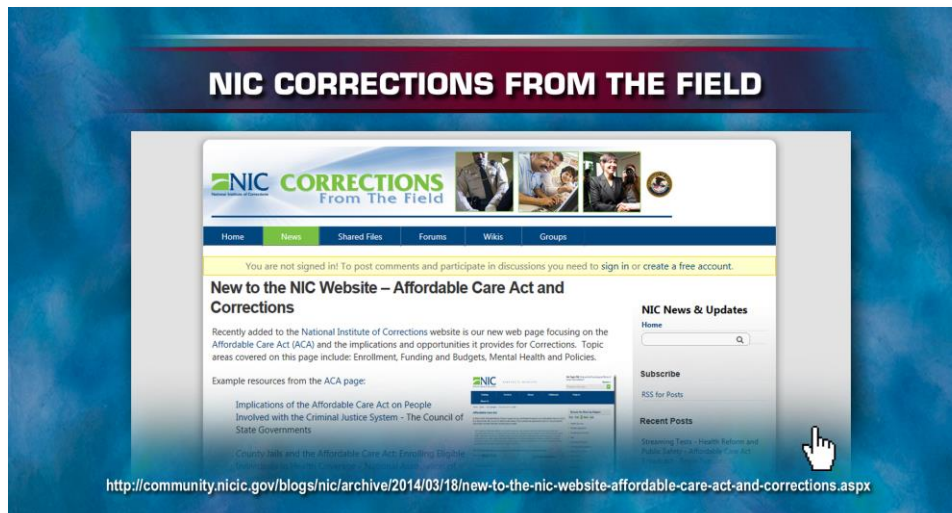 NIC CORRECTIONS FROM THE FIELD
NIC CORRECTIONS
National Institute of Corrections
From The Field
Home News Shared Files Forums Wikis Groups
You are not signed in! To post comments and participate in discussions you need to sign in or create a free account.
New to the NIC Website – Affordable Care Act and
Corrections
Recently added to the National Institute of Corrections website is our new web page focusing on the
Affordable Care Act (ACA) and the implications and opportunities it provides for Corrections. Topic
areas covered on this page include: Enrollment, Funding and Budgets, Mental Health and Policies.
Example resources from the ACA page:
Implications of the Affordable Care Act on People
Involved with the Criminal Justice System - The Council of
State Governments
County Jails and the Affordable Care Act: Enrolling Eligible
NIC
NIC News & Updates
Home
Subscribe
RSS for Posts
Recent Posts
Streaming Tests - Health Reform and
Public Safety - Affordable Care Act
http://community.nicic.gov/blogs/nic/archive/2014/03/18/new-to-the-nic-website-affordable-care-act-and-corrections.aspx